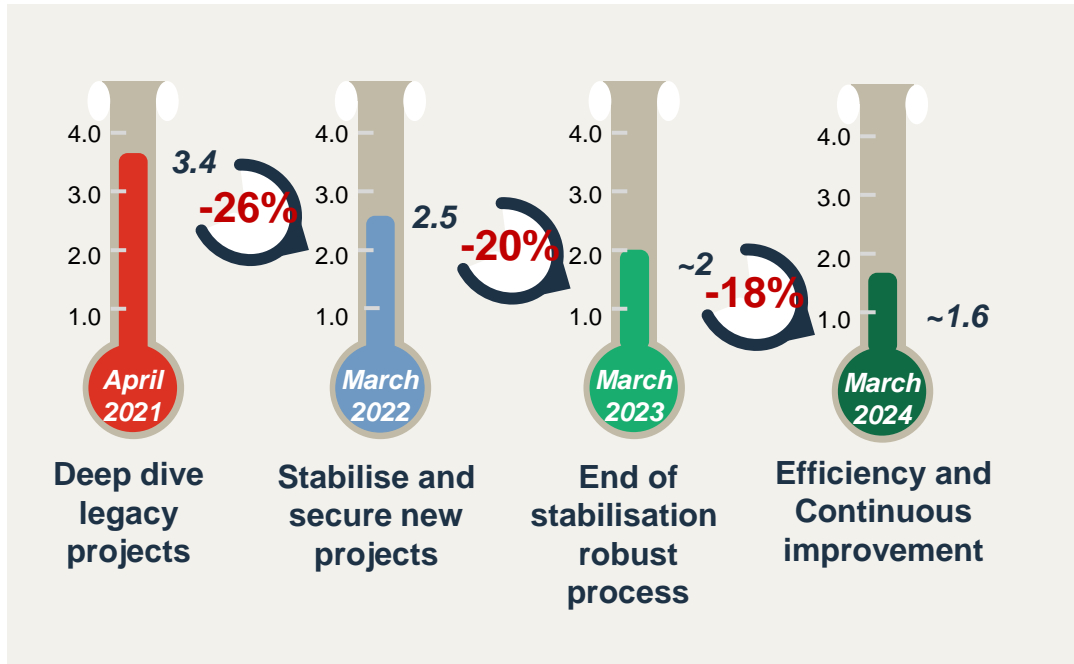 4.0
3.0
2.0
1.0
3.4
-26%
April
2021
Deep dive
legacy
projects
4.0
3.0
2.0
1.0
2.5
-20%
March
2022
Stabilise and
secure new
projects
4.0
3.0
2.0
1.0
~2
-18%
March
2023
End of
stabilisation
robust
process
4.0
3.0
2.0
1.0
~1.6
March
2024
Efficiency and
Continuous
improvement